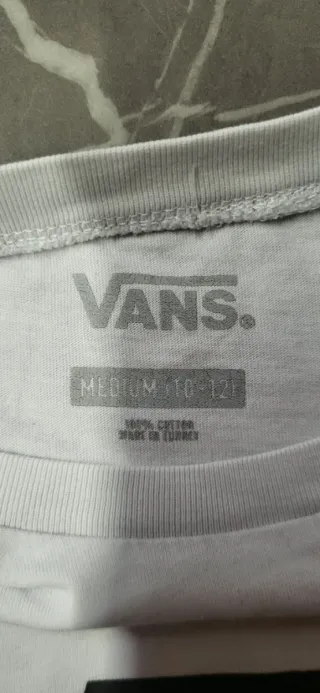 VANS®
MEDIUM (10-12)
100% COTTON
MADE IN TURKEY